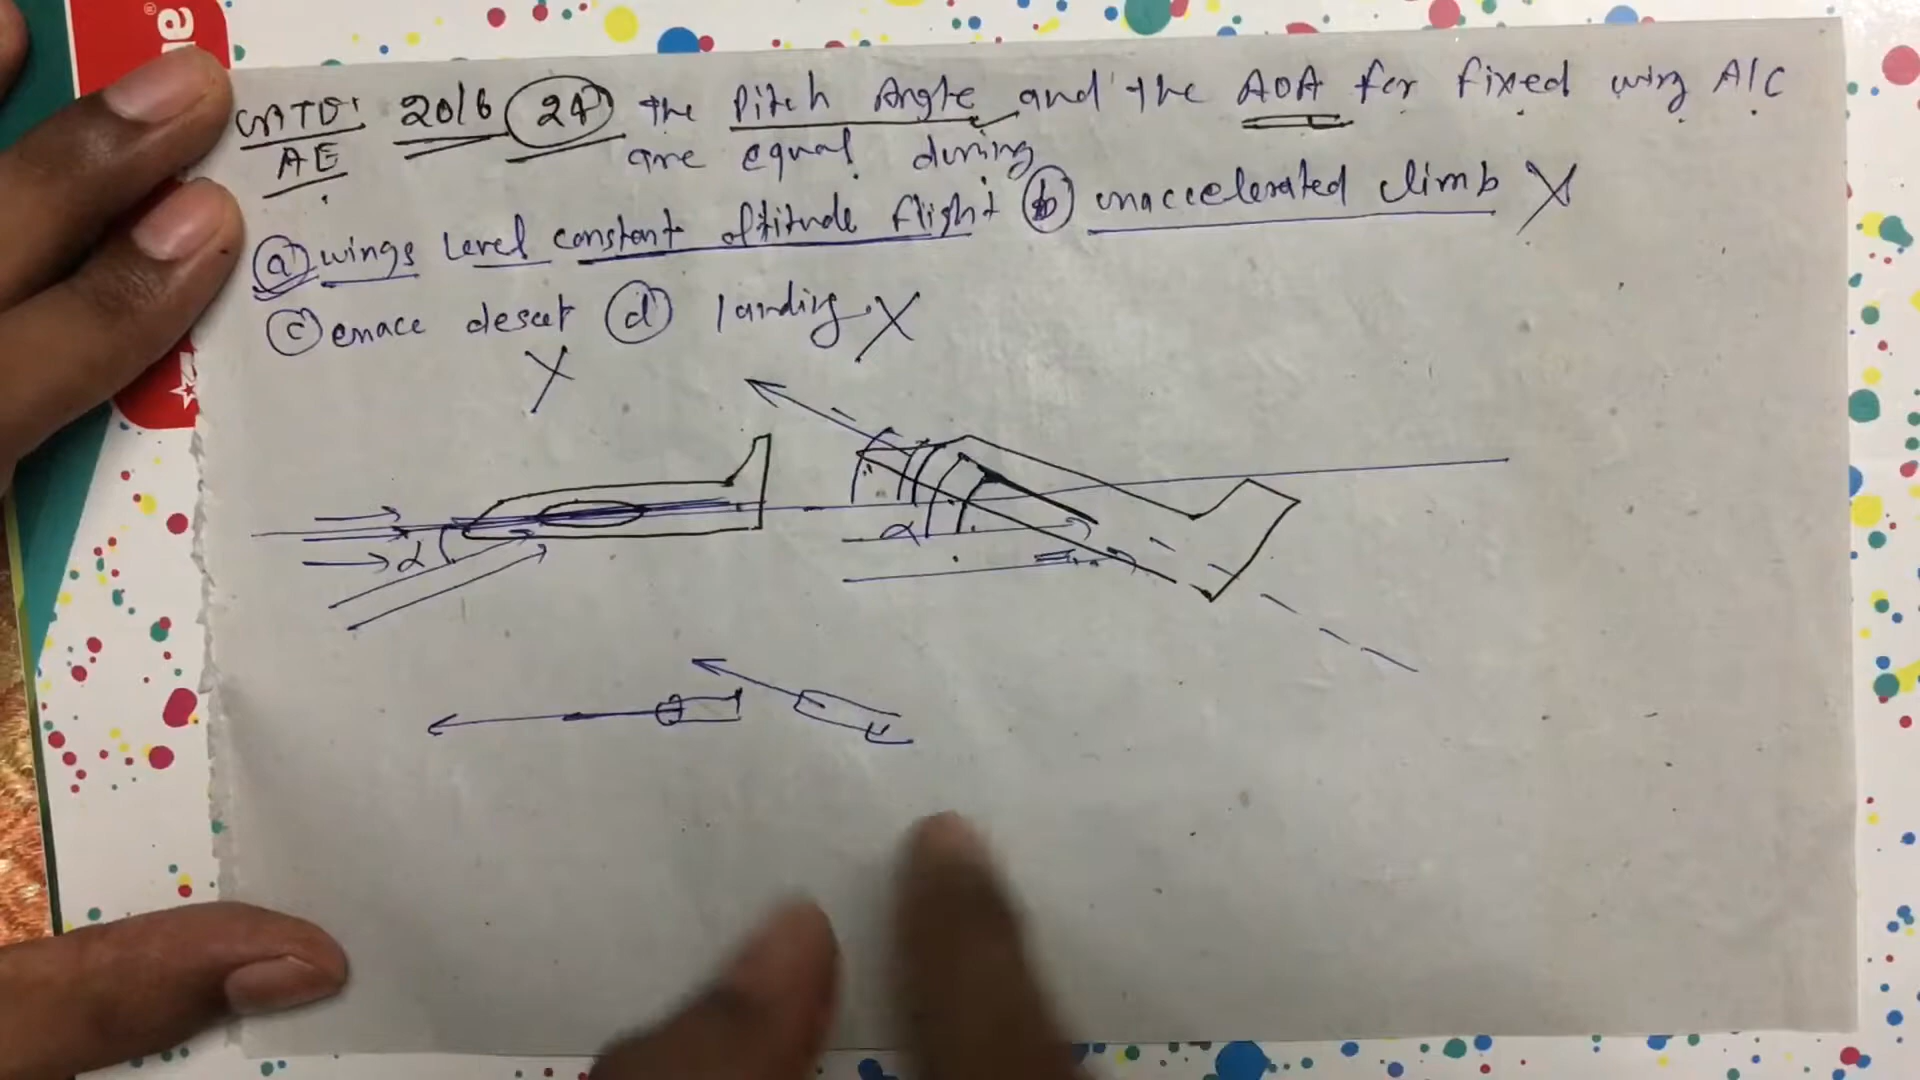 GATE 2016 24 the Pitch Angle and the AOA for fixed wing A/C
AE are equal during
a wings level constant altitude flight b unaccelerated climb X
c unacc descet d landing X
X
α
α